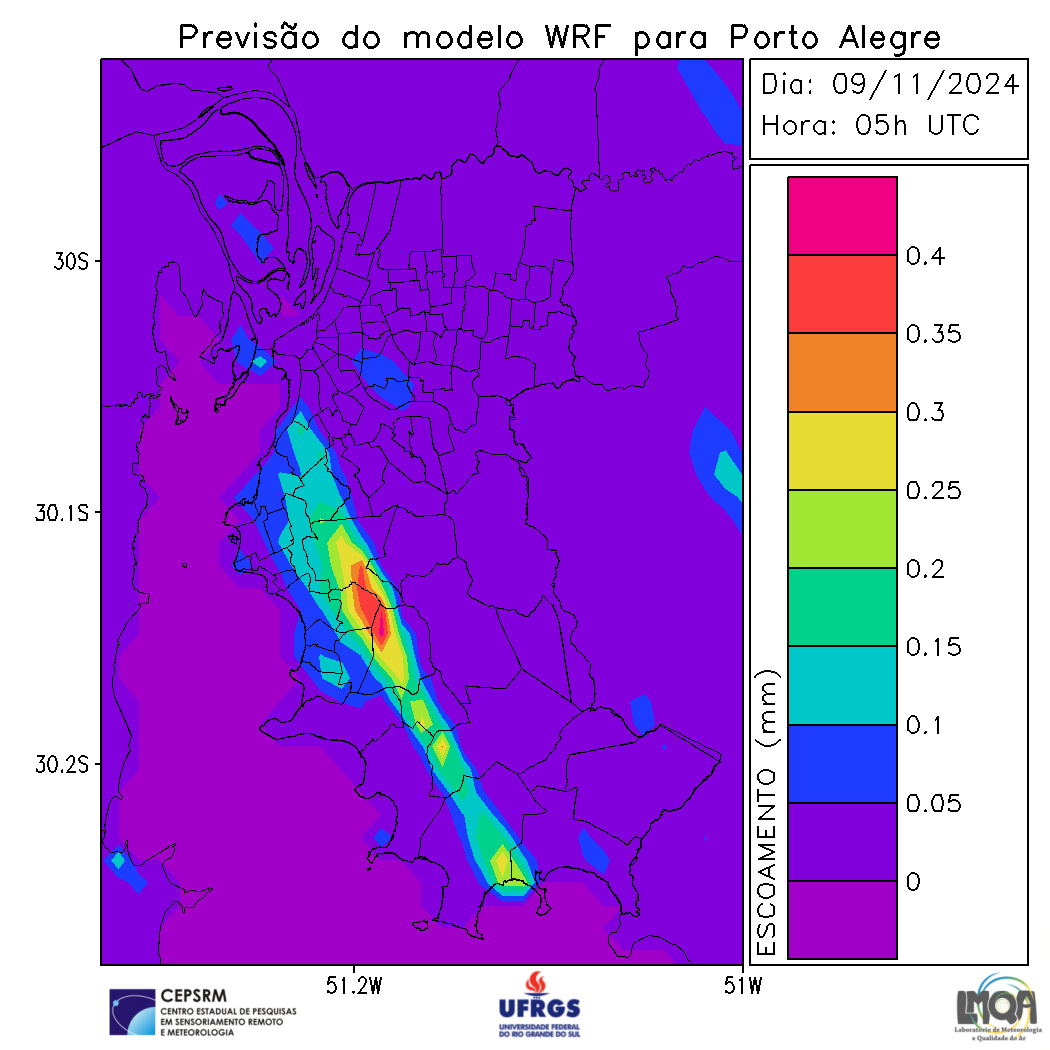 Previsão do modelo WRF para Porto Alegre
Dia: 09/11/2024
Hora: 05h UTC
30S
30.1S
30.2S
51.2W
51W
ESCOAMENTO (mm)
0.4
0.35
0.3
0.25
0.2
0.15
0.1
0.05
0
CEPSRM
CENTRO ESTADUAL DE PESQUISAS
EM SENSORIAMENTO REMOTO
E METEOROLOGIA
UFRGS
UNIVERSIDADE FEDERAL
DO RIO GRANDE DO SUL
LMQA
Laboratório de Meteorologia
e Qualidade do Ar